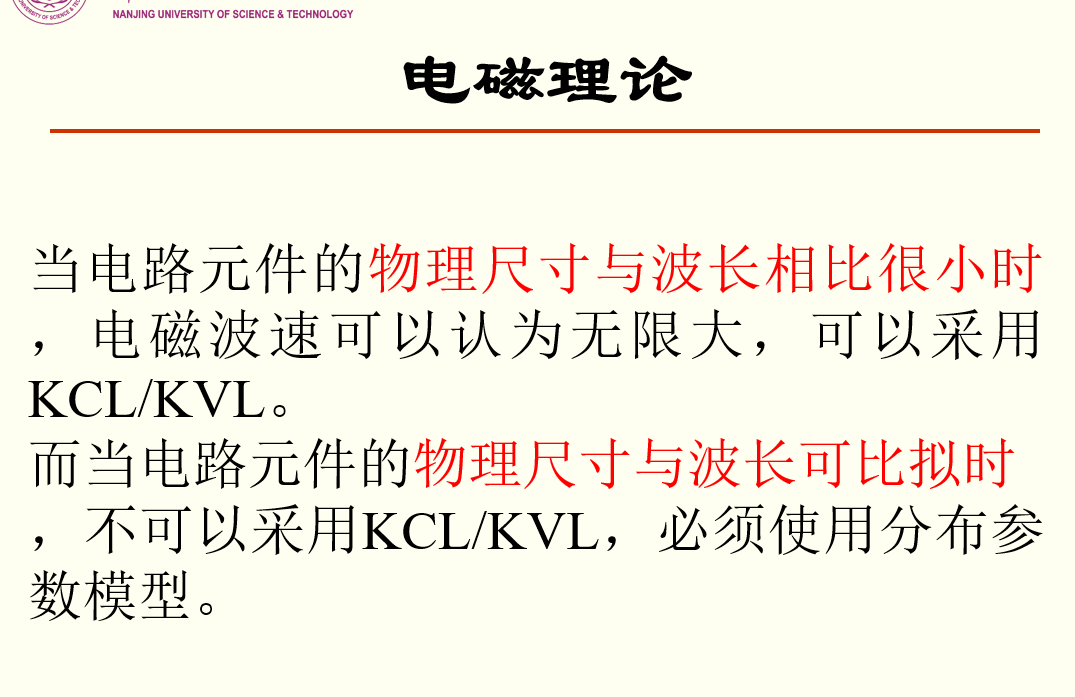 NANJING UNIVERSITY OF SCIENCE & TECHNOLOGY
电磁理论
当电路元件的物理尺寸与波长相比很小时
，电磁波速可以认为无限大，可以采用
KCL/KVL。
而当电路元件的物理尺寸与波长可比拟时
，不可以采用KCL/KVL，必须使用分布参
数模型。